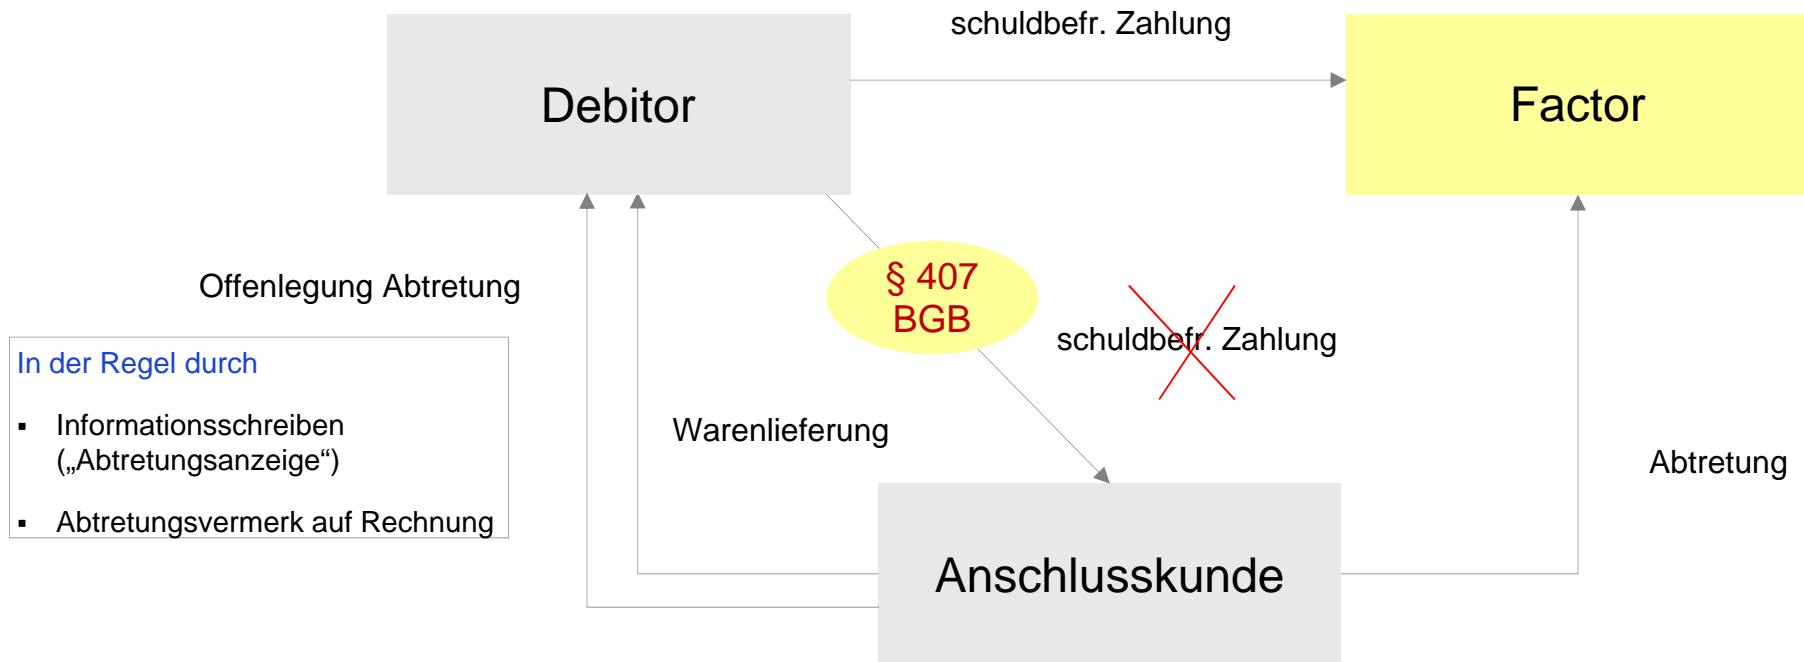 schuldbefr. Zahlung
Debitor
Factor
§ 407
BGB
Offenlegung Abtretung
schuldbefr. Zahlung
In der Regel durch
▪ Informationsschreiben
(„Abtretungsanzeige“)
▪ Abtretungsvermerk auf Rechnung
Warenlieferung
Abtretung
Anschlusskunde